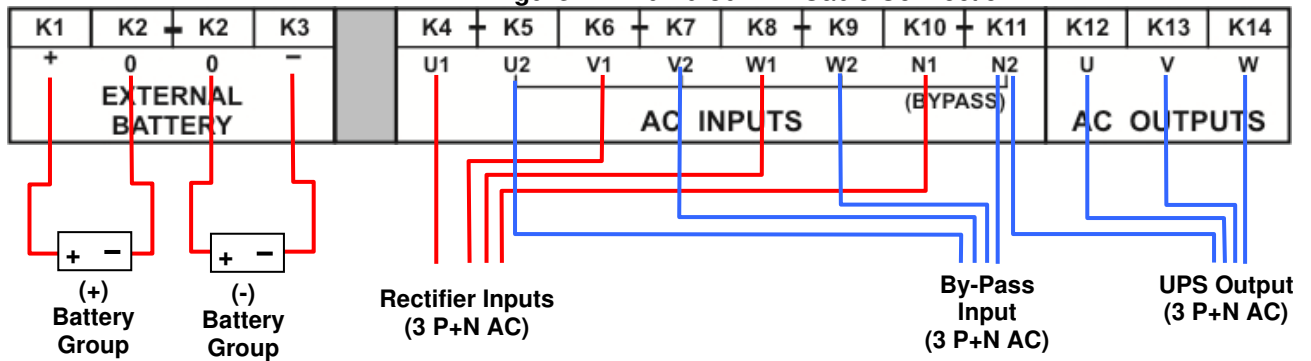 K1 K2 K2 K3 K4 K5 K6 K7 K8 K9 K10 K11 K12 K13 K14
+ 0 0 − U1 U2 V1 V2 W1 W2 N1 N2 U V W
EXTERNAL
BATTERY
AC INPUTS
(BYPASS)
AC OUTPUTS
+ −
+ −
(+)
Battery
Group
(-)
Battery
Group
Rectifier Inputs
(3 P+N AC)
By-Pass
Input
(3 P+N AC)
UPS Output
(3 P+N AC)